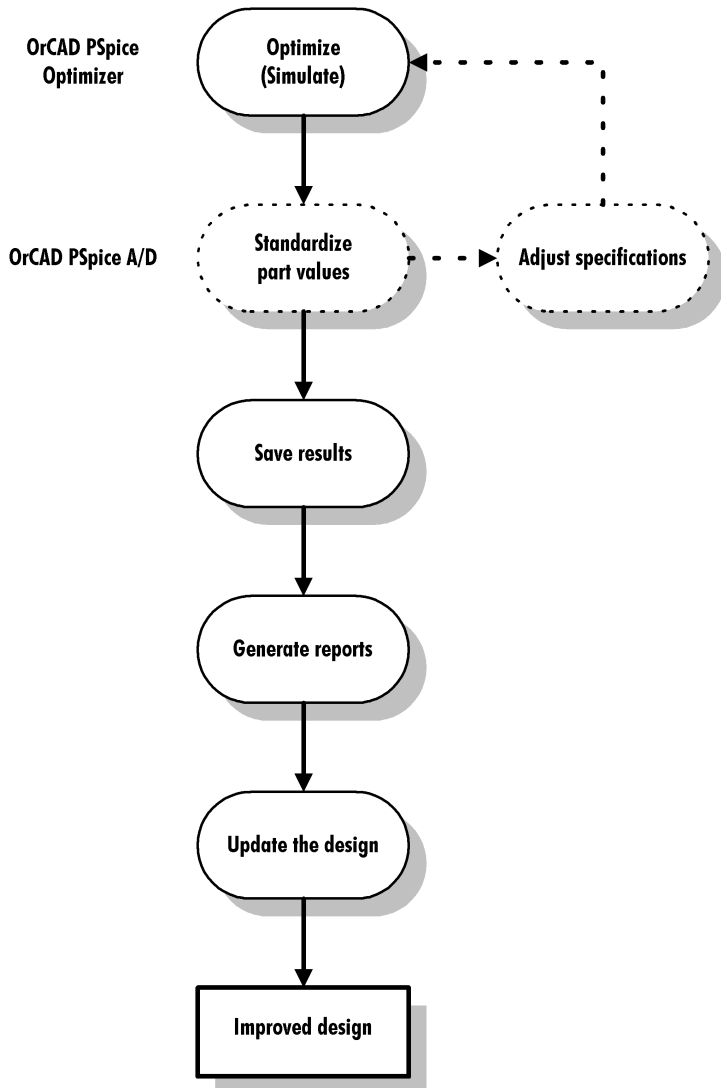 OrCAD PSpice
Optimizer
Optimize
(Simulate)
OrCAD PSpice A/D
Standardize
part values
Adjust specifications
Save results
Generate reports
Update the design
Improved design